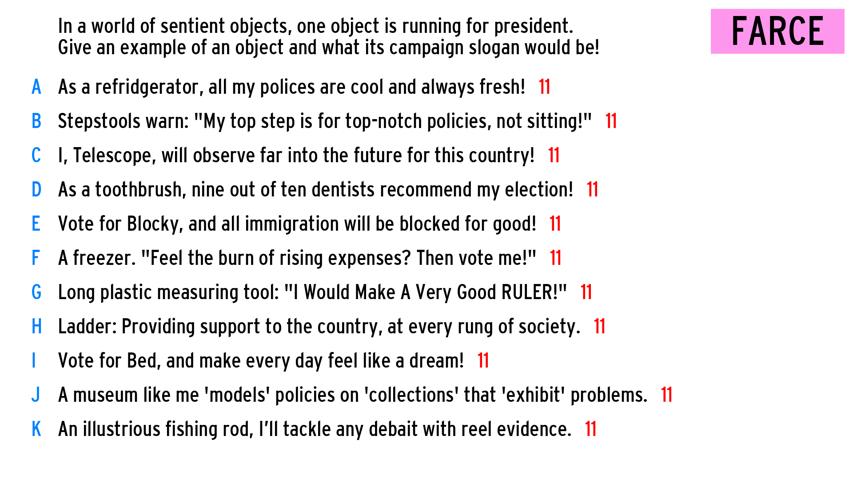 In a world of sentient objects, one object is running for president.
Give an example of an object and what its campaign slogan would be!
FARCE
A As a refridgerator, all my polices are cool and always fresh! 11
B Stepstools warn: "My top step is for top-notch policies, not sitting!" 11
C I, Telescope, will observe far into the future for this country! 11
D As a toothbrush, nine out of ten dentists recommend my election! 11
E Vote for Blocky, and all immigration will be blocked for good! 11
F A freezer. "Feel the burn of rising expenses? Then vote me!" 11
G Long plastic measuring tool: "I Would Make A Very Good RULER!" 11
H Ladder: Providing support to the country, at every rung of society. 11
I Vote for Bed, and make every day feel like a dream! 11
J A museum like me 'models' policies on 'collections' that 'exhibit' problems. 11
K An illustrious fishing rod, I'll tackle any debait with reel evidence. 11